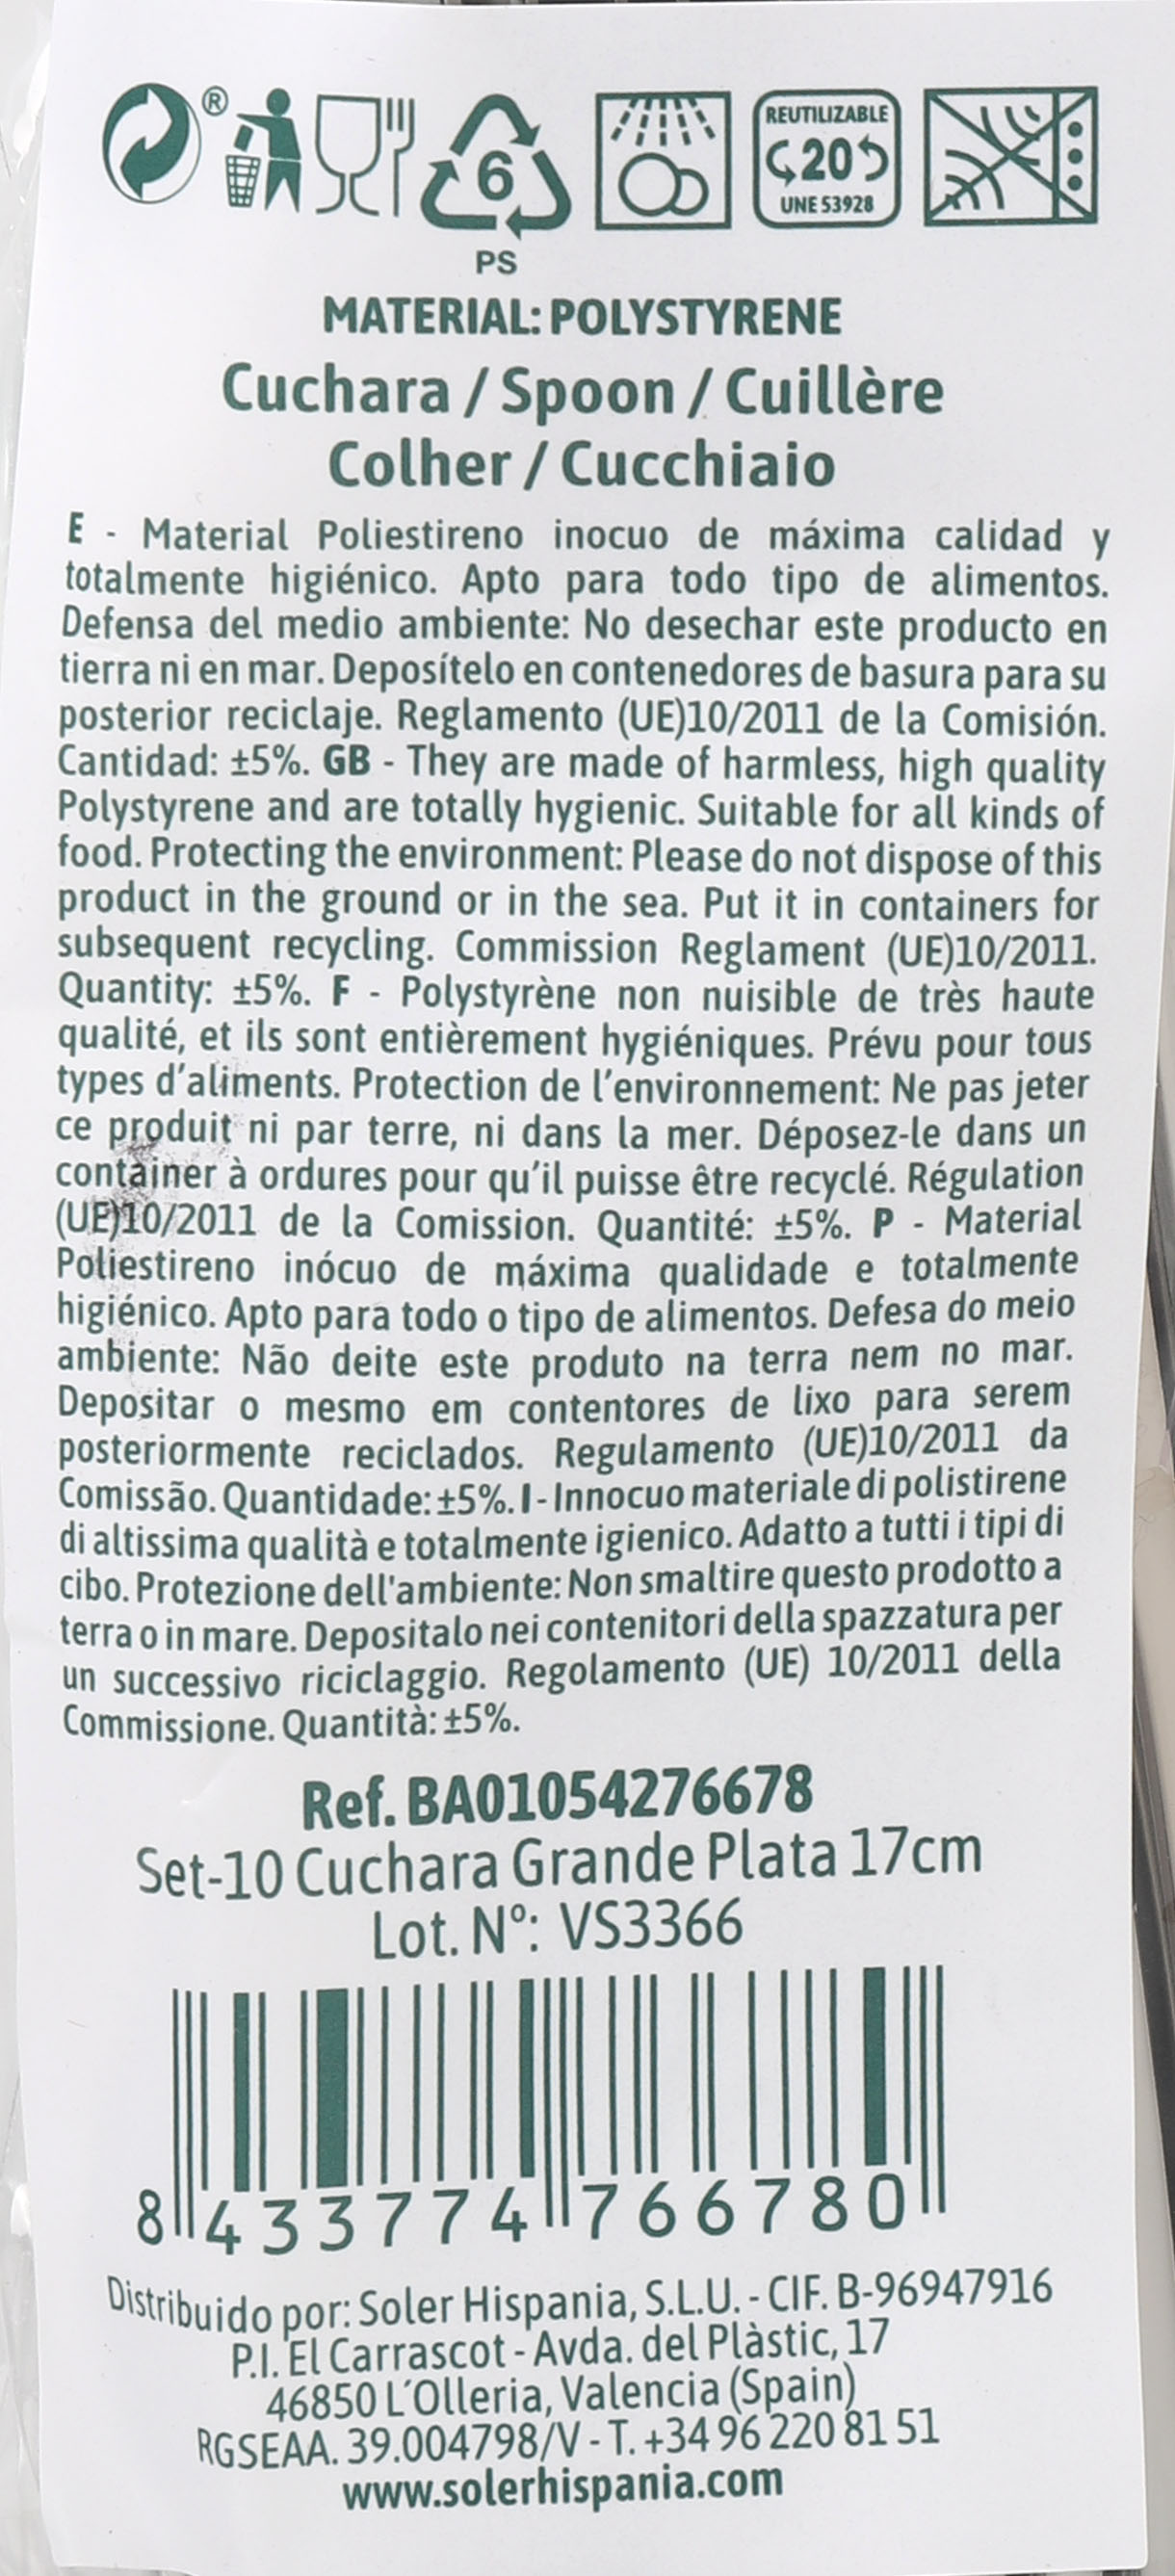 ®
6
PS
REUTILIZABLE
20
UNE 53928
MATERIAL: POLYSTYRENE
Cuchara / Spoon / Cuillère
Colher / Cucchiaio
E - Material Poliestireno inocuo de máxima calidad y
totalmente higiénico. Apto para todo tipo de alimentos.
Defensa del medio ambiente: No desechar este producto en
tierra ni en mar. Deposítelo en contenedores de basura para su
posterior reciclaje. Reglamento (UE)10/2011 de la Comisión.
Cantidad: ±5%. GB - They are made of harmless, high quality
Polystyrene and are totally hygienic. Suitable for all kinds of
food. Protecting the environment: Please do not dispose of this
product in the ground or in the sea. Put it in containers for
subsequent recycling. Commission Reglament (UE)10/2011.
Quantity: ±5%. F - Polystyrène non nuisible de très haute
qualité, et ils sont entièrement hygiéniques. Prévu pour tous
types d'aliments. Protection de l'environnement: Ne pas jeter
ce produit ni par terre, ni dans la mer. Déposez-le dans un
container à ordures pour qu'il puisse être recyclé. Régulation
(UE)10/2011 de la Comission. Quantité: ±5%. P - Material
Poliestireno inócuo de máxima qualidade e totalmente
higiénico. Apto para todo o tipo de alimentos. Defesa do meio
ambiente: Não deite este produto na terra nem no mar.
Depositar o mesmo em contentores de lixo para serem
posteriormente reciclados. Regulamento (UE)10/2011 da
Comissão. Quantidade: ±5%. I - Innocuo materiale di polistirene
di altissima qualità e totalmente igienico. Adatto a tutti i tipi di
cibo. Protezione dell'ambiente: Non smaltire questo prodotto a
terra o in mare. Depositalo nei contenitori della spazzatura per
un successivo riciclaggio. Regolamento (UE) 10/2011 della
Commissione. Quantità: ±5%.
Ref. BA01054276678
Set-10 Cuchara Grande Plata 17cm
Lot. Nº: VS3366
8 433774 766780
Distribuido por: Soler Hispania, S.L.U. - CIF. B-96947916
P.I. El Carrascot - Avda. del Plàstic, 17
46850 L´Olleria, Valencia (Spain)
RGSEAA. 39.004798/V - T. +34 96 220 81 51
www.solerhispania.com